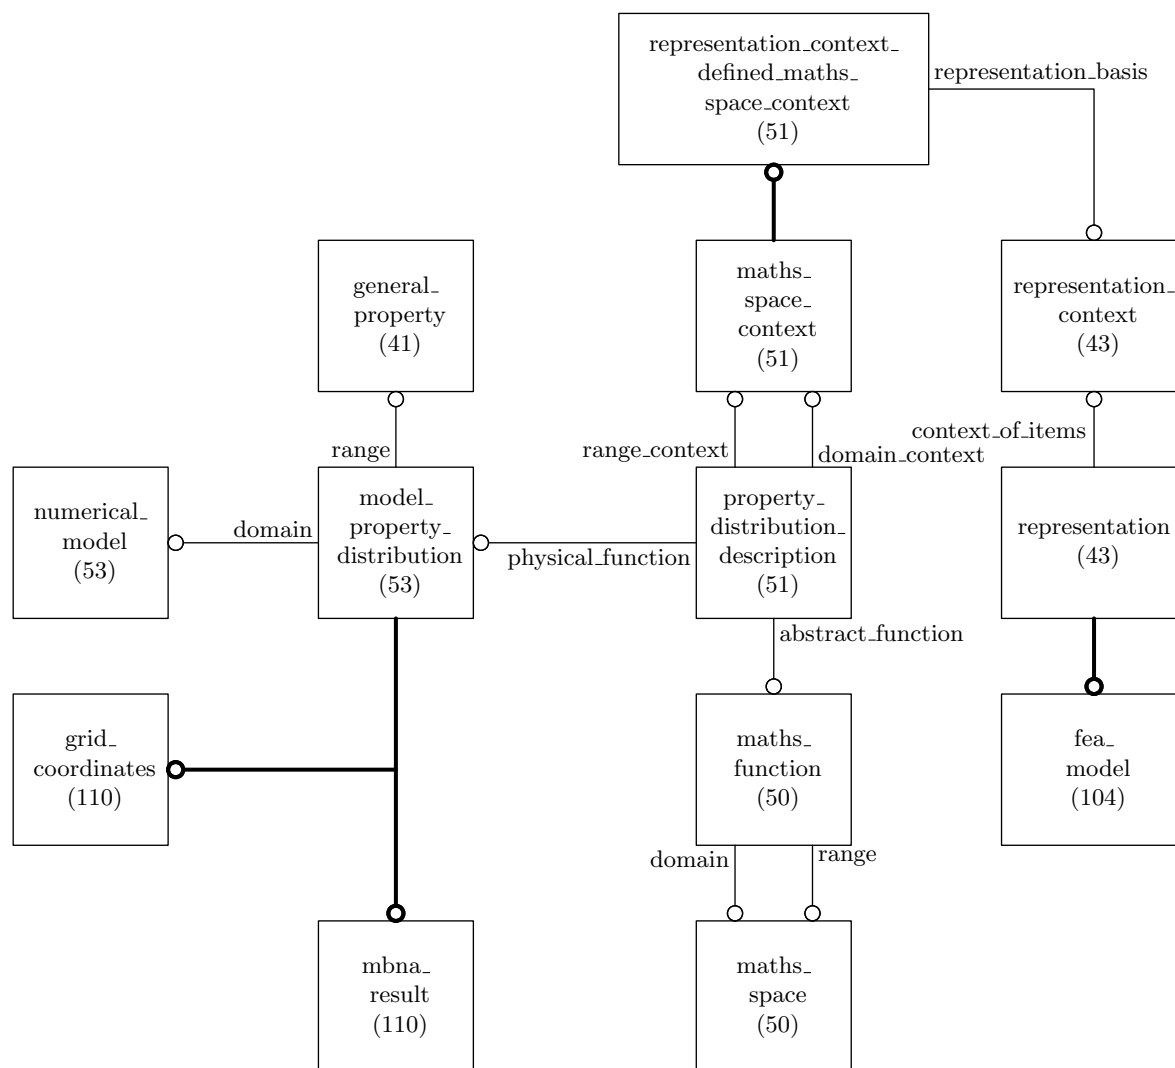 representation_context_
defined_maths_
space_context
(51)
representation_basis
general_
property
(41)
maths_
space_
context
(51)
representation_
context
(43)
range
range_context
domain_context
context_of_items
numerical_
model
(53)
domain
model_
property_
distribution
(53)
physical_function
property_
distribution_
description
(51)
representation
(43)
abstract_function
grid_
coordinates
(110)
maths_
function
(50)
fea_
model
(104)
domain
range
mbna_
result
(110)
maths_
space
(50)